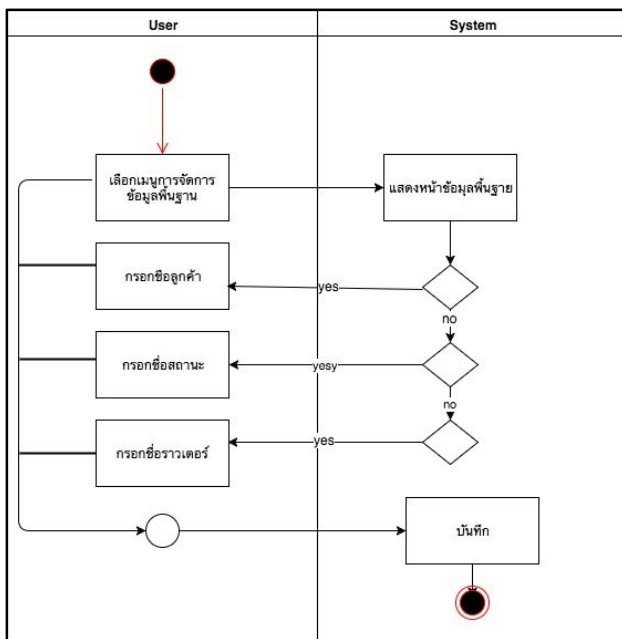 User
System
เลือกเมนูการจัดการ
ข้อมูลพื้นฐาน
แสดงหน้าข้อมุลพื้นฐาย
กรอกชือลูกค้า
yes
no
กรอกชื่อสถานะ
yesy
no
กรอกชื่อราวเตอร์
yes
บันทึก